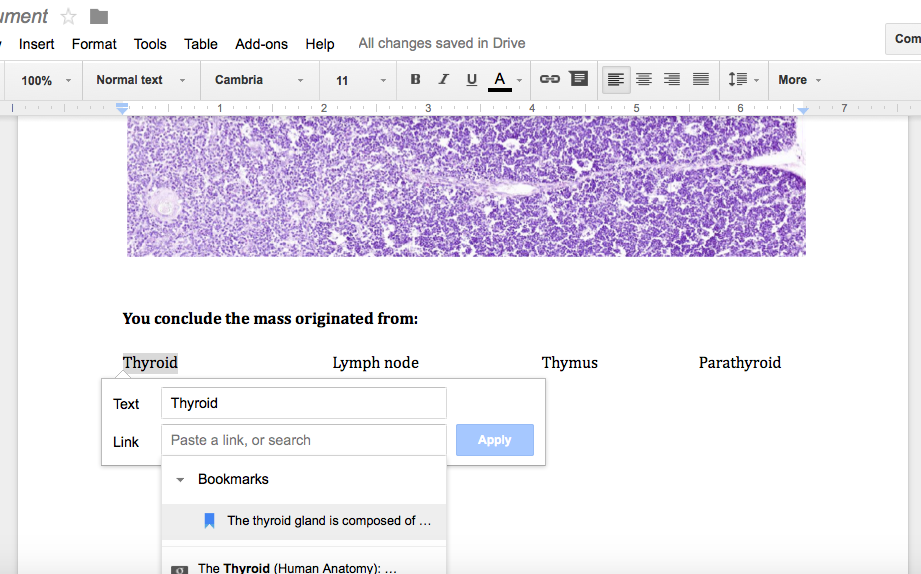 ument
Insert Format Tools Table Add-ons Help All changes saved in Drive
Com
100% Normal text Cambria 11 B I U A More
1 2 3 4 5 6 7
You conclude the mass originated from:
Thyroid Lymph node Thymus Parathyroid
Text Thyroid
Link Paste a link, or search Apply
Bookmarks
The thyroid gland is composed of ...
The Thyroid (Human Anatomy): ...